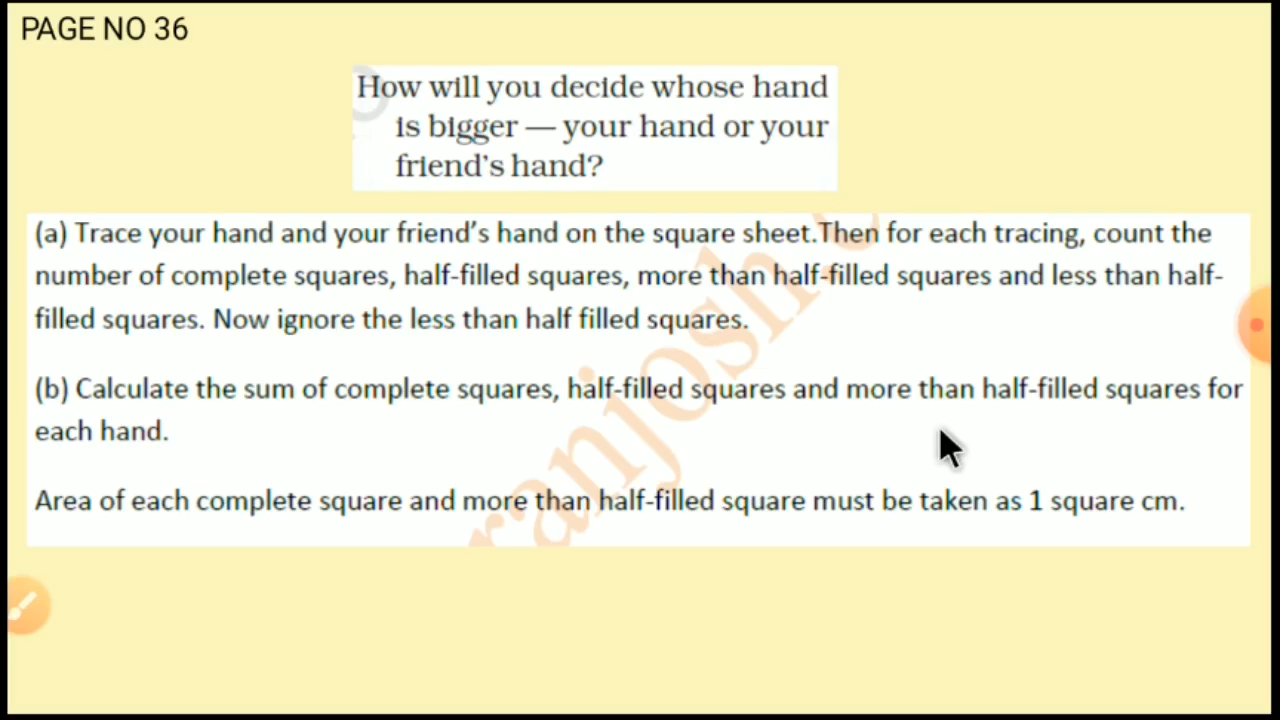 PAGE NO 36
How will you decide whose hand
is bigger — your hand or your
friend's hand?
(a) Trace your hand and your friend's hand on the square sheet.Then for each tracing, count the
number of complete squares, half-filled squares, more than half-filled squares and less than half-
filled squares. Now ignore the less than half filled squares.
(b) Calculate the sum of complete squares, half-filled squares and more than half-filled squares for
each hand.
Area of each complete square and more than half-filled square must be taken as 1 square cm.